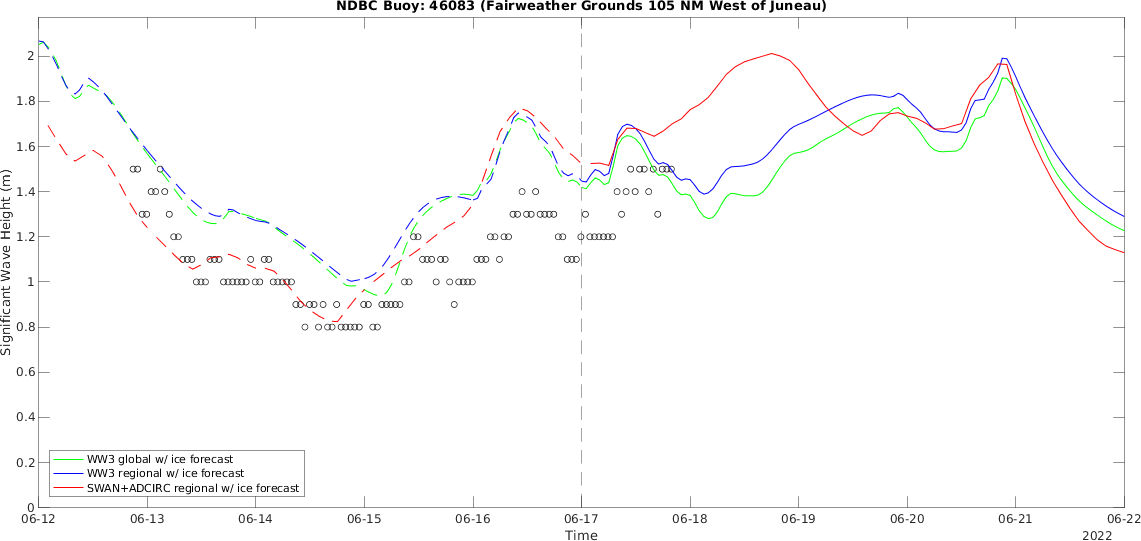 NDBC Buoy: 46083 (Fairweather Grounds 105 NM West of Juneau)
Significant Wave Height (m)
2
1.8
1.6
1.4
1.2
1
0.8
0.6
0.4
0.2
0
WW3 global w/ ice forecast
WW3 regional w/ ice forecast
SWAN+ADCIRC regional w/ ice forecast
06-12 06-13 06-14 06-15 06-16 06-17 06-18 06-19 06-20 06-21 06-22
Time 2022